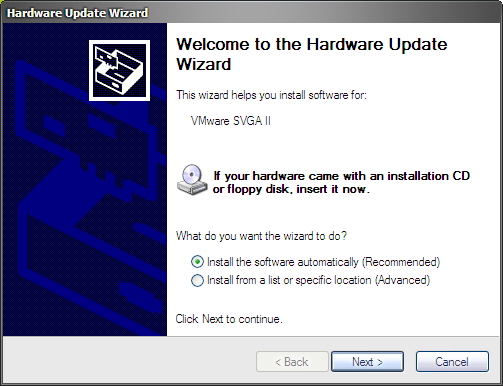 Hardware Update Wizard
Welcome to the Hardware Update
Wizard
This wizard helps you install software for:
VMware SVGA II
If your hardware came with an installation CD
or floppy disk, insert it now.
What do you want the wizard to do?
Install the software automatically (Recommended)
Install from a list or specific location (Advanced)
Click Next to continue.
< Back
Next >
Cancel